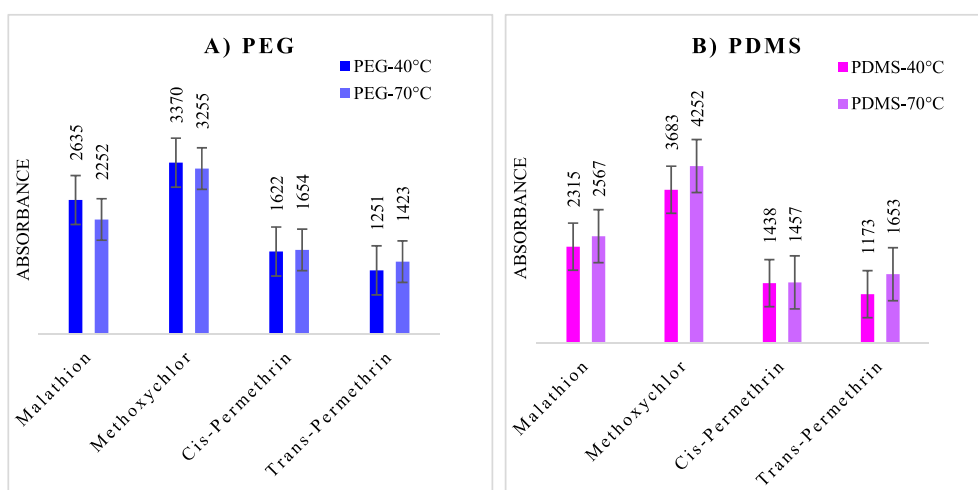 A) PEG
PEG-40°C
PEG-70°C
ABSORBANCE
2635
2252
3370
3255
1622
1654
1251
1423
Malathion
Methoxychlor
Cis-Permethrin
Trans-Permethrin
B) PDMS
PDMS-40°C
PDMS-70°C
ABSORBANCE
2315
2567
3683
4252
1438
1457
1173
1653
Malathion
Methoxychlor
Cis-Permethrin
Trans-Permethrin